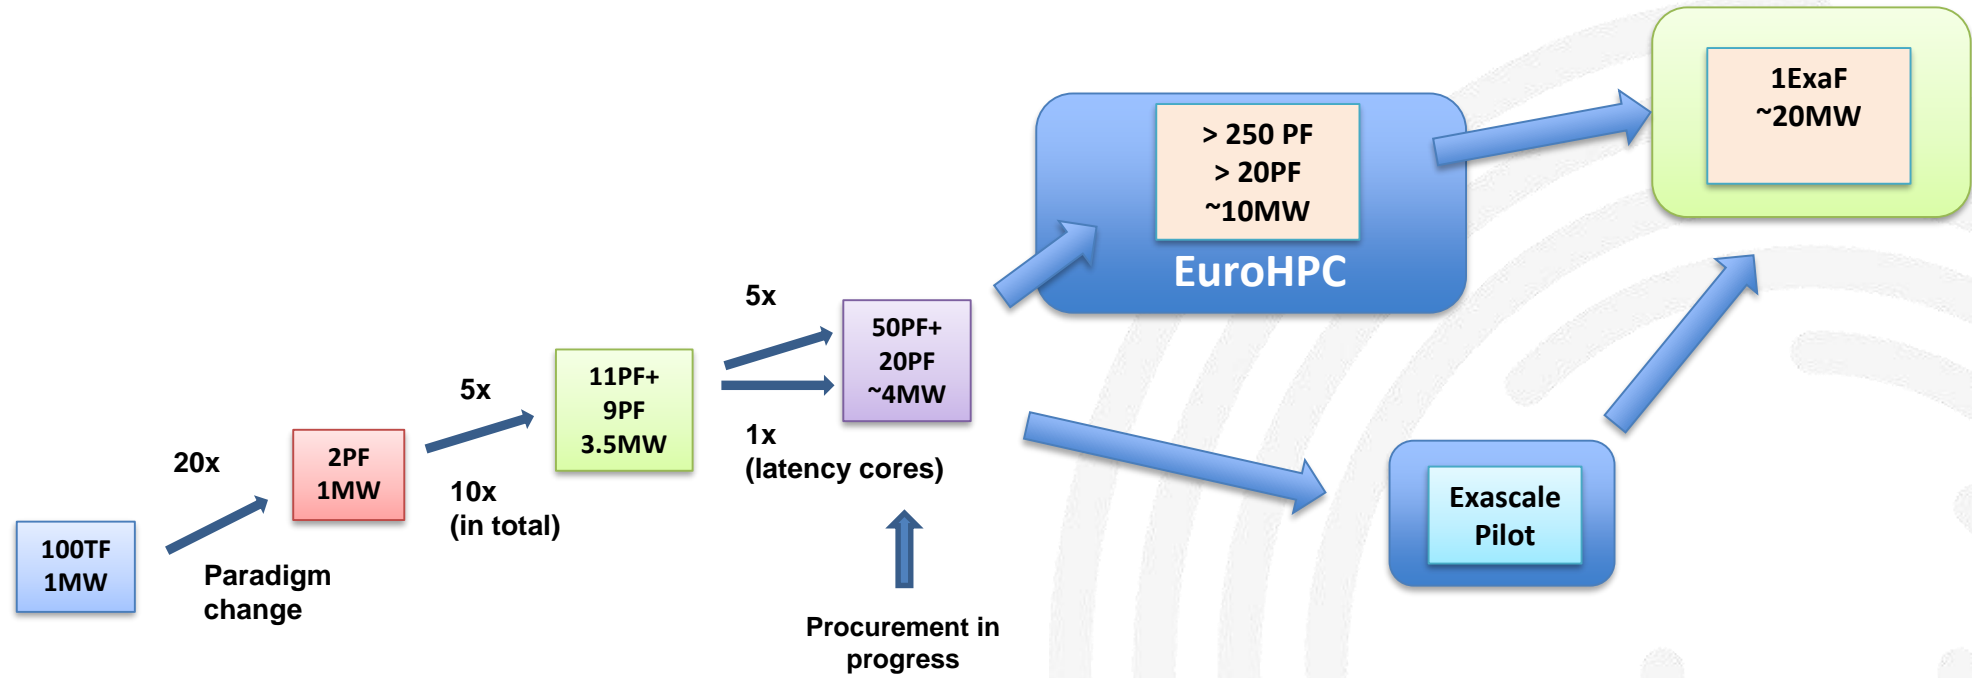 100TF
1MW
20x
Paradigm
change
2PF
1MW
5x
10x
(in total)
11PF+
9PF
3.5MW
5x
1x
(latency cores)
50PF+
20PF
~4MW
Procurement in
progress
> 250 PF
> 20PF
~10MW
EuroHPC
Exascale
Pilot
1ExaF
~20MW